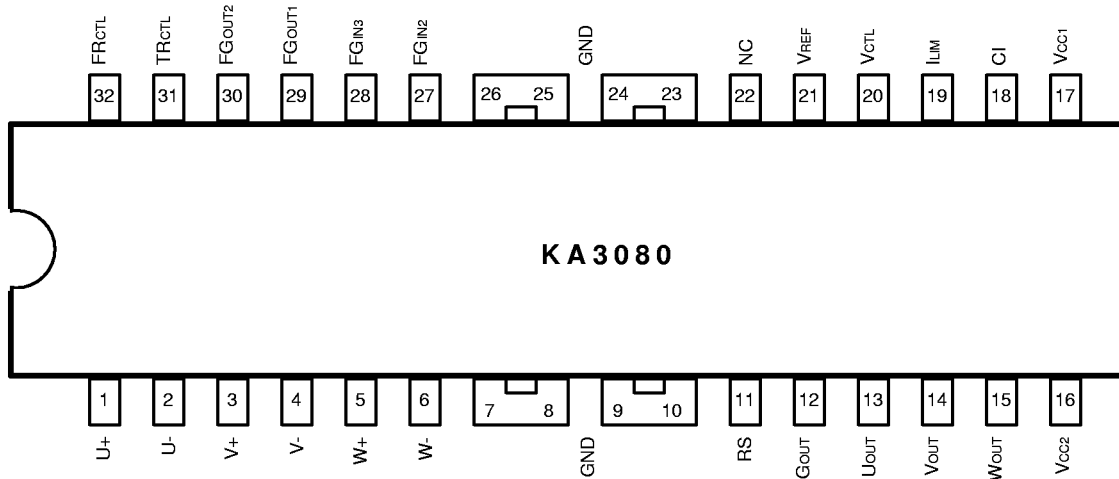 FRCTL TRCTL FGOUT2 FGOUT1 FGIN3 FGIN2 GND NC VREF VCTL ILIM CI VCC1
32 31 30 29 28 27 26 25 24 23 22 21 20 19 18 17
KA3080
1 2 3 4 5 6 7 8 9 10 11 12 13 14 15 16
U+ U- V+ V- W+ W- GND RS GOUT UOUT VOUT WOUT VCC2